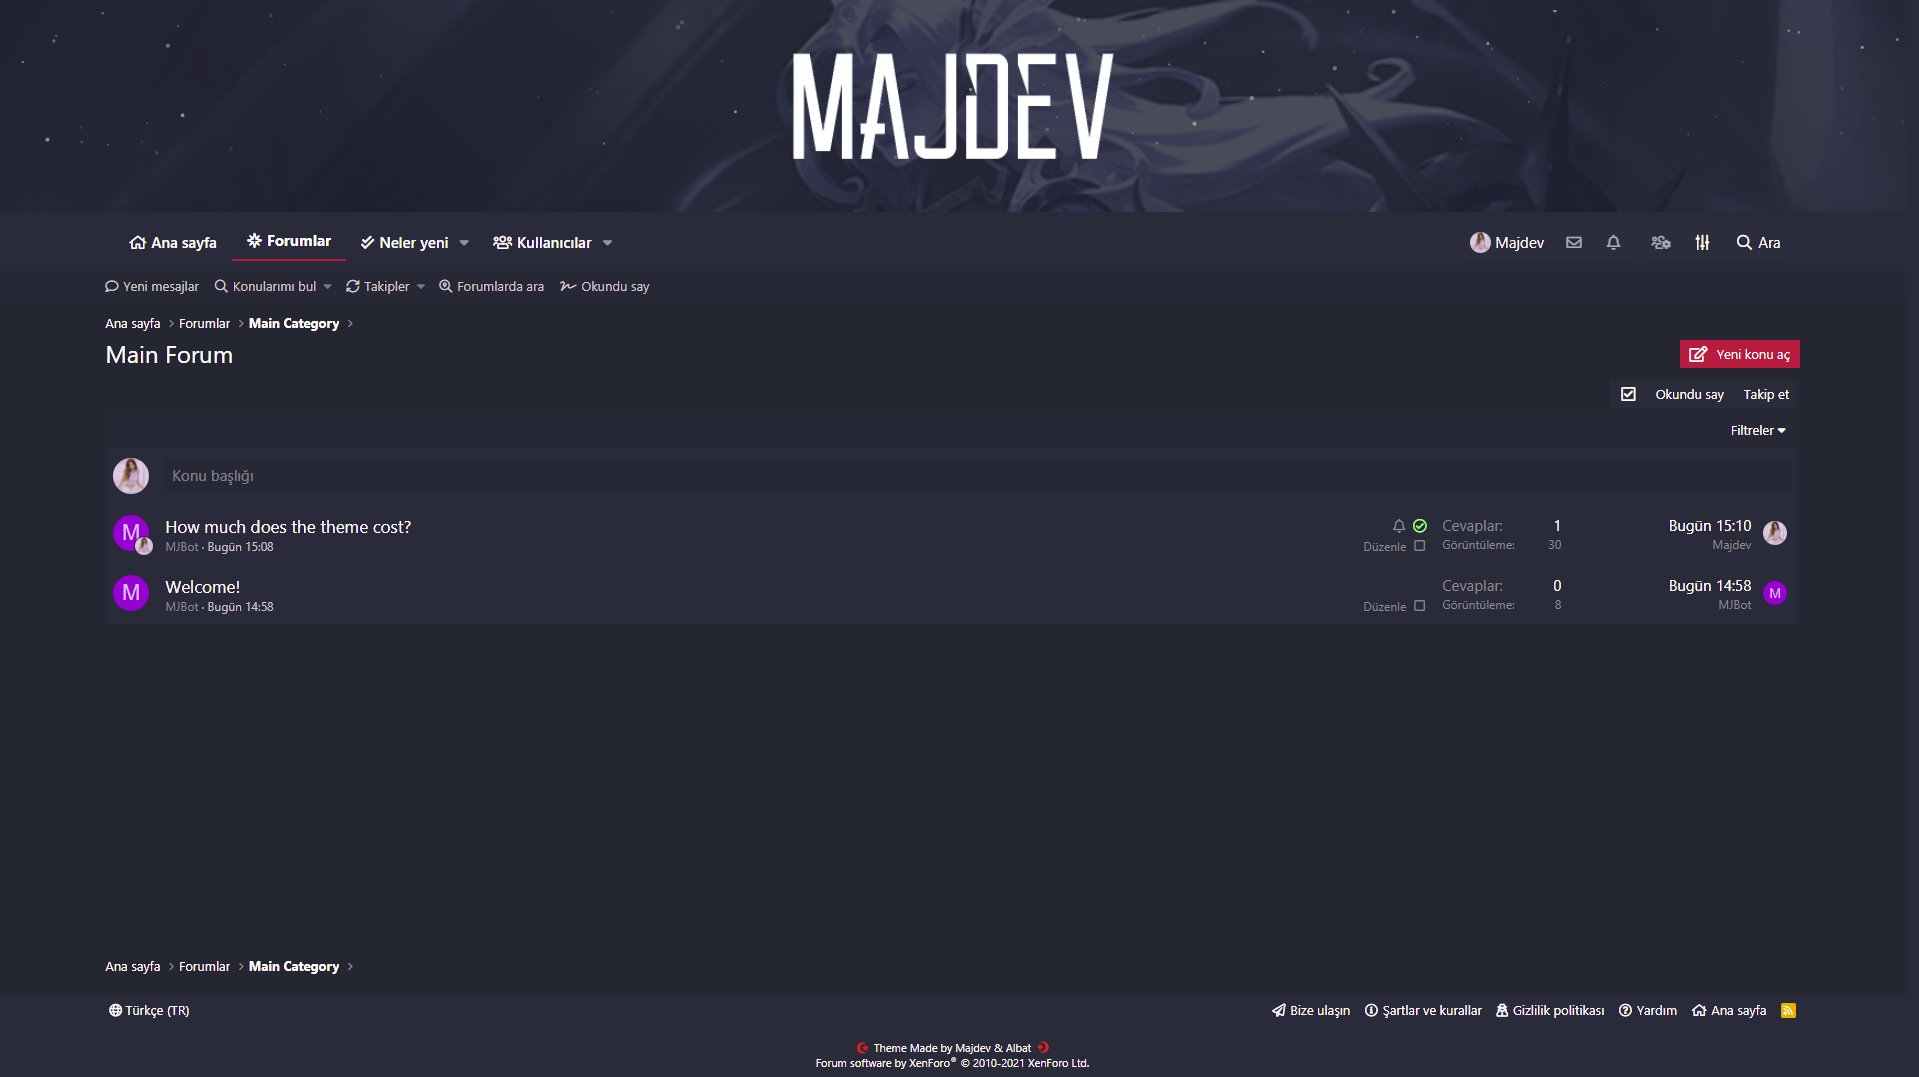 MAJDEV
Ana sayfa Forumlar Neler yeni Kullanıcılar Majdev Ara
Yeni mesajlar Konularımı bul Takipler Forumlarda ara Okundu say
Ana sayfa Forumlar Main Category
Main Forum
Yeni konu aç
Okundu say Takip et
Filtreler
Konu başlığı
M How much does the theme cost? Cevaplar: 1 Bugün 15:10
MJBot · Bugün 15:08 Düzenle Görüntüleme: 30 Majdev
M Welcome! Cevaplar: 0 Bugün 14:58 M
MJBot · Bugün 14:58 Düzenle Görüntüleme: 8 MJBot
Ana sayfa Forumlar Main Category
Türkçe (TR) Bize ulaşın Şartlar ve kurallar Gizlilik politikası Yardım Ana sayfa
Theme Made by Majdev & Albat
Forum software by XenForo® © 2010-2021 XenForo Ltd.